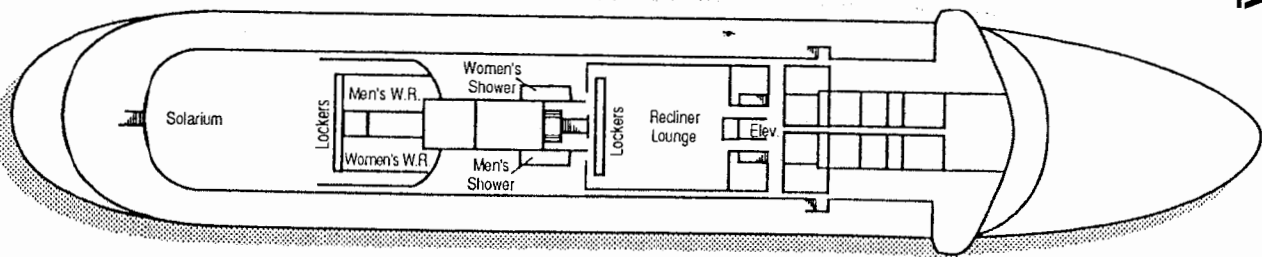 Women's
Shower
Men's W.R.
Lockers
Solarium
Recliner
Lounge
Elev.
Lockers
Women's W.R
Men's
Shower